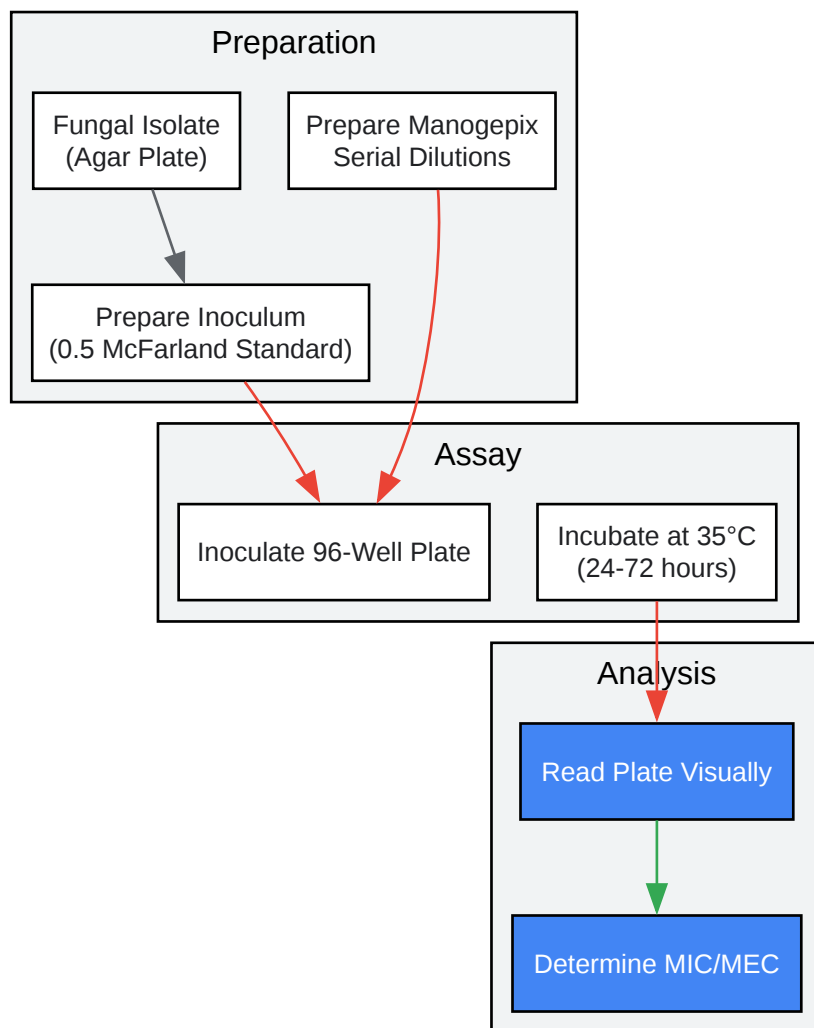 Preparation
Fungal Isolate
(Agar Plate)
Prepare Manogepix
Serial Dilutions
Prepare Inoculum
(0.5 McFarland Standard)
Assay
Inoculate 96-Well Plate
Incubate at 35°C
(24-72 hours)
Analysis
Read Plate Visually
Determine MIC/MEC